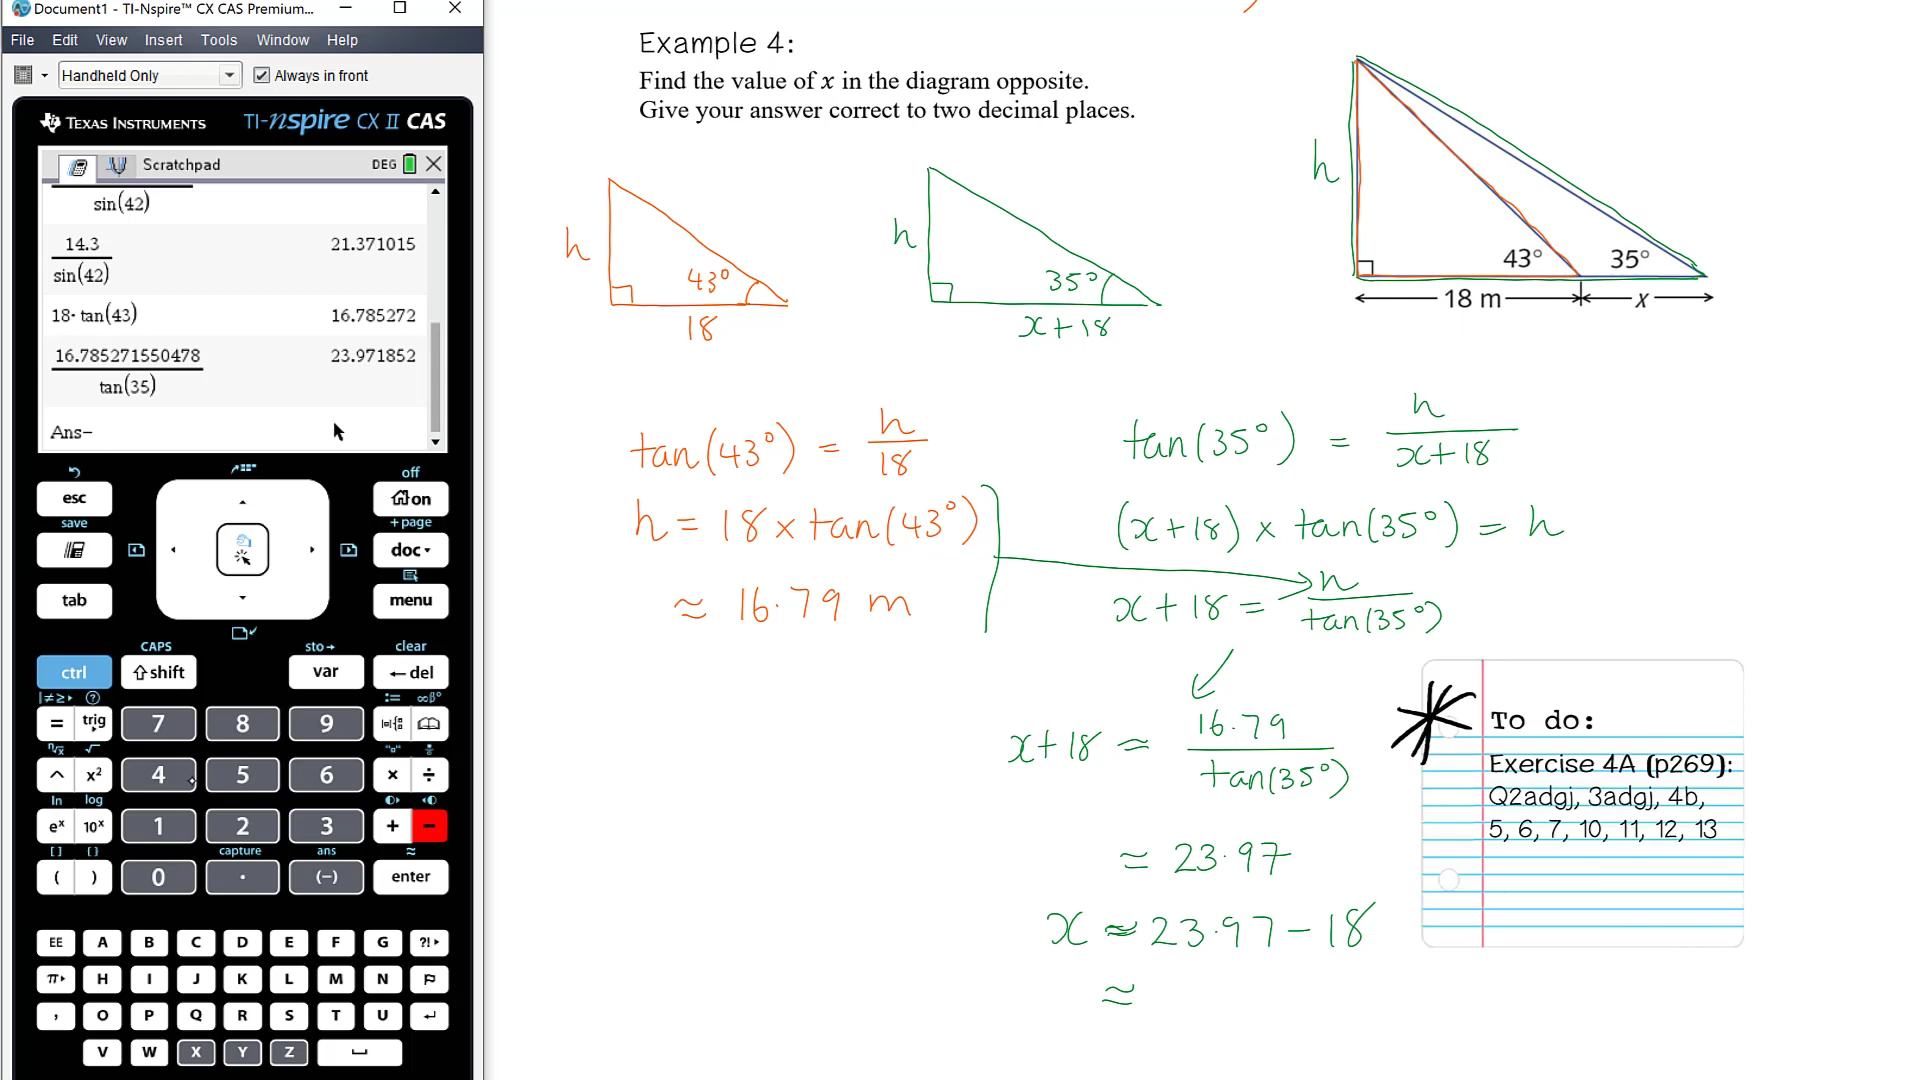 Document1 - TI-Nspire™ CX CAS Premium...
File Edit View Insert Tools Window Help
Handheld Only Always in front
TEXAS INSTRUMENTS TI-nspire CX II CAS
Scratchpad DEG
sin(42)
14.3 21.371015
sin(42)
18·tan(43) 16.785272
16.785271550478 23.971852
tan(35)
Ans−
off
esc on
save +page
doc
tab menu
CAPS sto→ clear
ctrl shift var ←del
|≠≥▸ ? := ∞β°
= trig 7 8 9
ⁿ√x √
^ x² 4 5 6 × ÷
ln log
eˣ 10ˣ 1 2 3 + −
[ ] { } capture ans ≈
( ) 0 . (−) enter
EE A B C D E F G ?!▸
π▸ H I J K L M N
, O P Q R S T U ↵
V W X Y Z
Example 4:
Find the value of x in the diagram opposite.
Give your answer correct to two decimal places.
h 43° 18
h 35° x+18
h 43° 35°
18 m x
tan(43°) = h/18
h = 18 × tan(43°)
≈ 16.79 m
tan(35°) = h/x+18
(x+18) × tan(35°) = h
x+18 = h/tan(35°)
x+18 ≈ 16.79/tan(35°)
≈ 23.97
x ≈ 23.97 − 18
≈
To do:
Exercise 4A (p269):
Q2adgj, 3adgj, 4b,
5, 6, 7, 10, 11, 12, 13